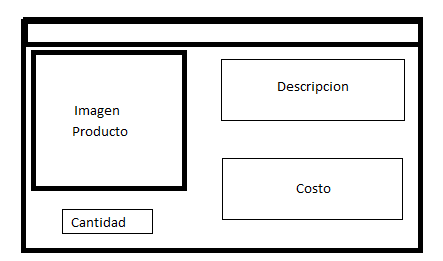 Imagen
Producto
Cantidad
Descripcion
Costo